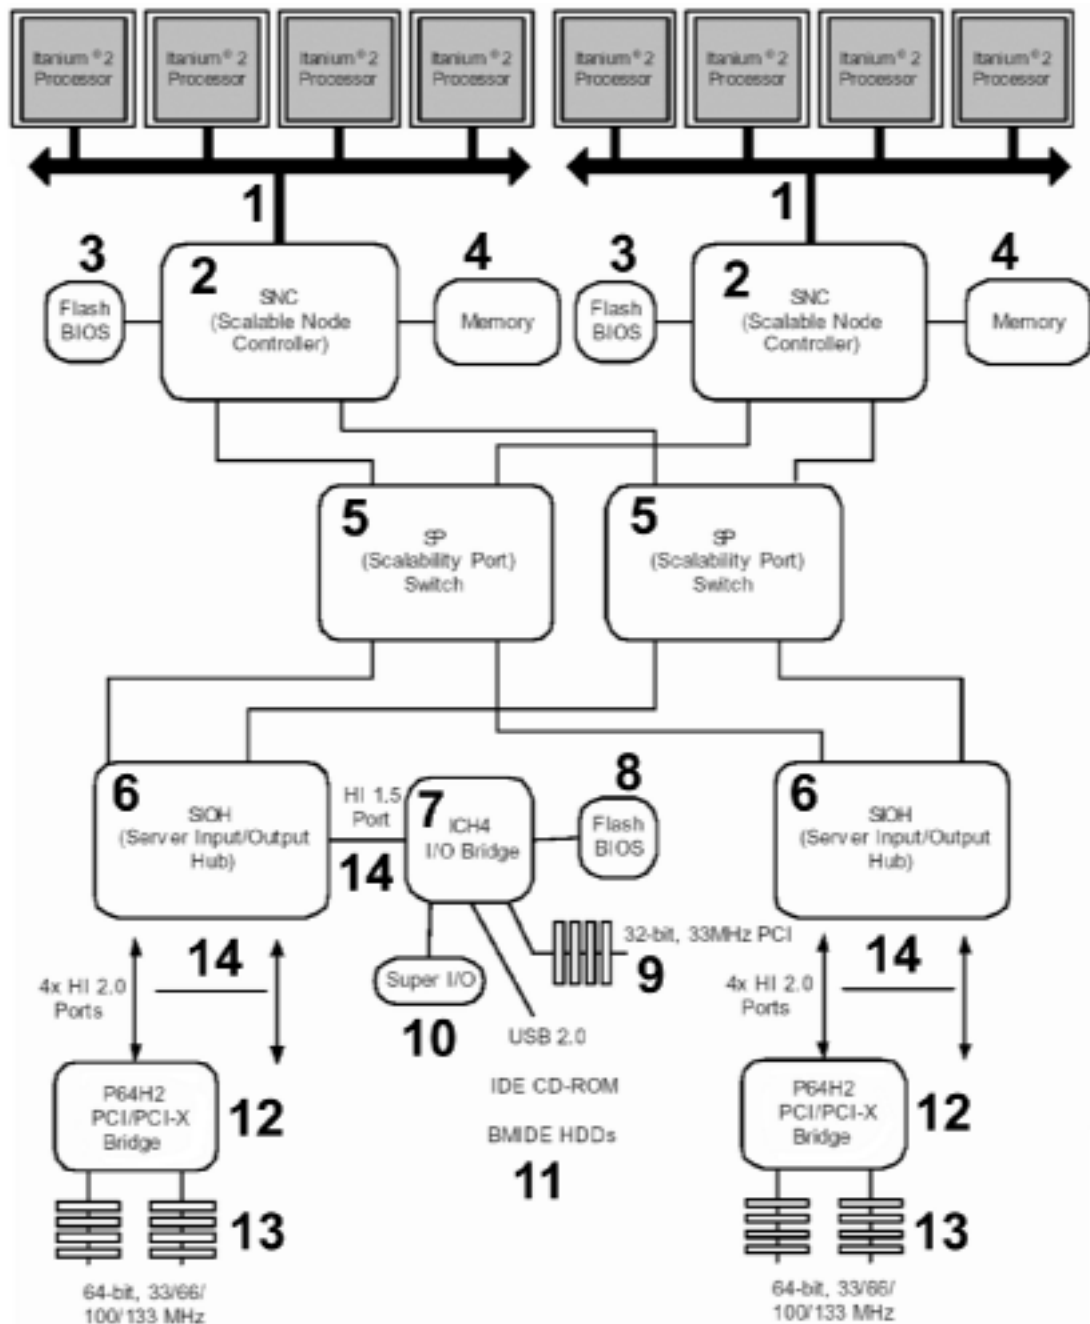 Itanium® 2
Processor
Itanium® 2
Processor
Itanium® 2
Processor
Itanium® 2
Processor
Itanium® 2
Processor
Itanium® 2
Processor
Itanium® 2
Processor
Itanium® 2
Processor
1
1
3
Flash
BIOS
2
SNC
(Scalable Node
Controller)
4
Memory
3
Flash
BIOS
2
SNC
(Scalable Node
Controller)
4
Memory
5
SP
(Scalability Port)
Switch
5
SP
(Scalability Port)
Switch
6
SIOH
(Server Input/Output
Hub)
HI 1.5
Port
14
7
ICH4
I/O Bridge
8
Flash
BIOS
6
SIOH
(Server Input/Output
Hub)
14
4x HI 2.0
Ports
Super I/O
10
32-bit, 33MHz PCI
9
USB 2.0
IDE CD-ROM
BMIDE HDDs
11
14
4x HI 2.0
Ports
P64H2
PCI/PCI-X
Bridge
12
13
64-bit, 33/66/
100/133 MHz
P64H2
PCI/PCI-X
Bridge
12
13
64-bit, 33/66/
100/133 MHz